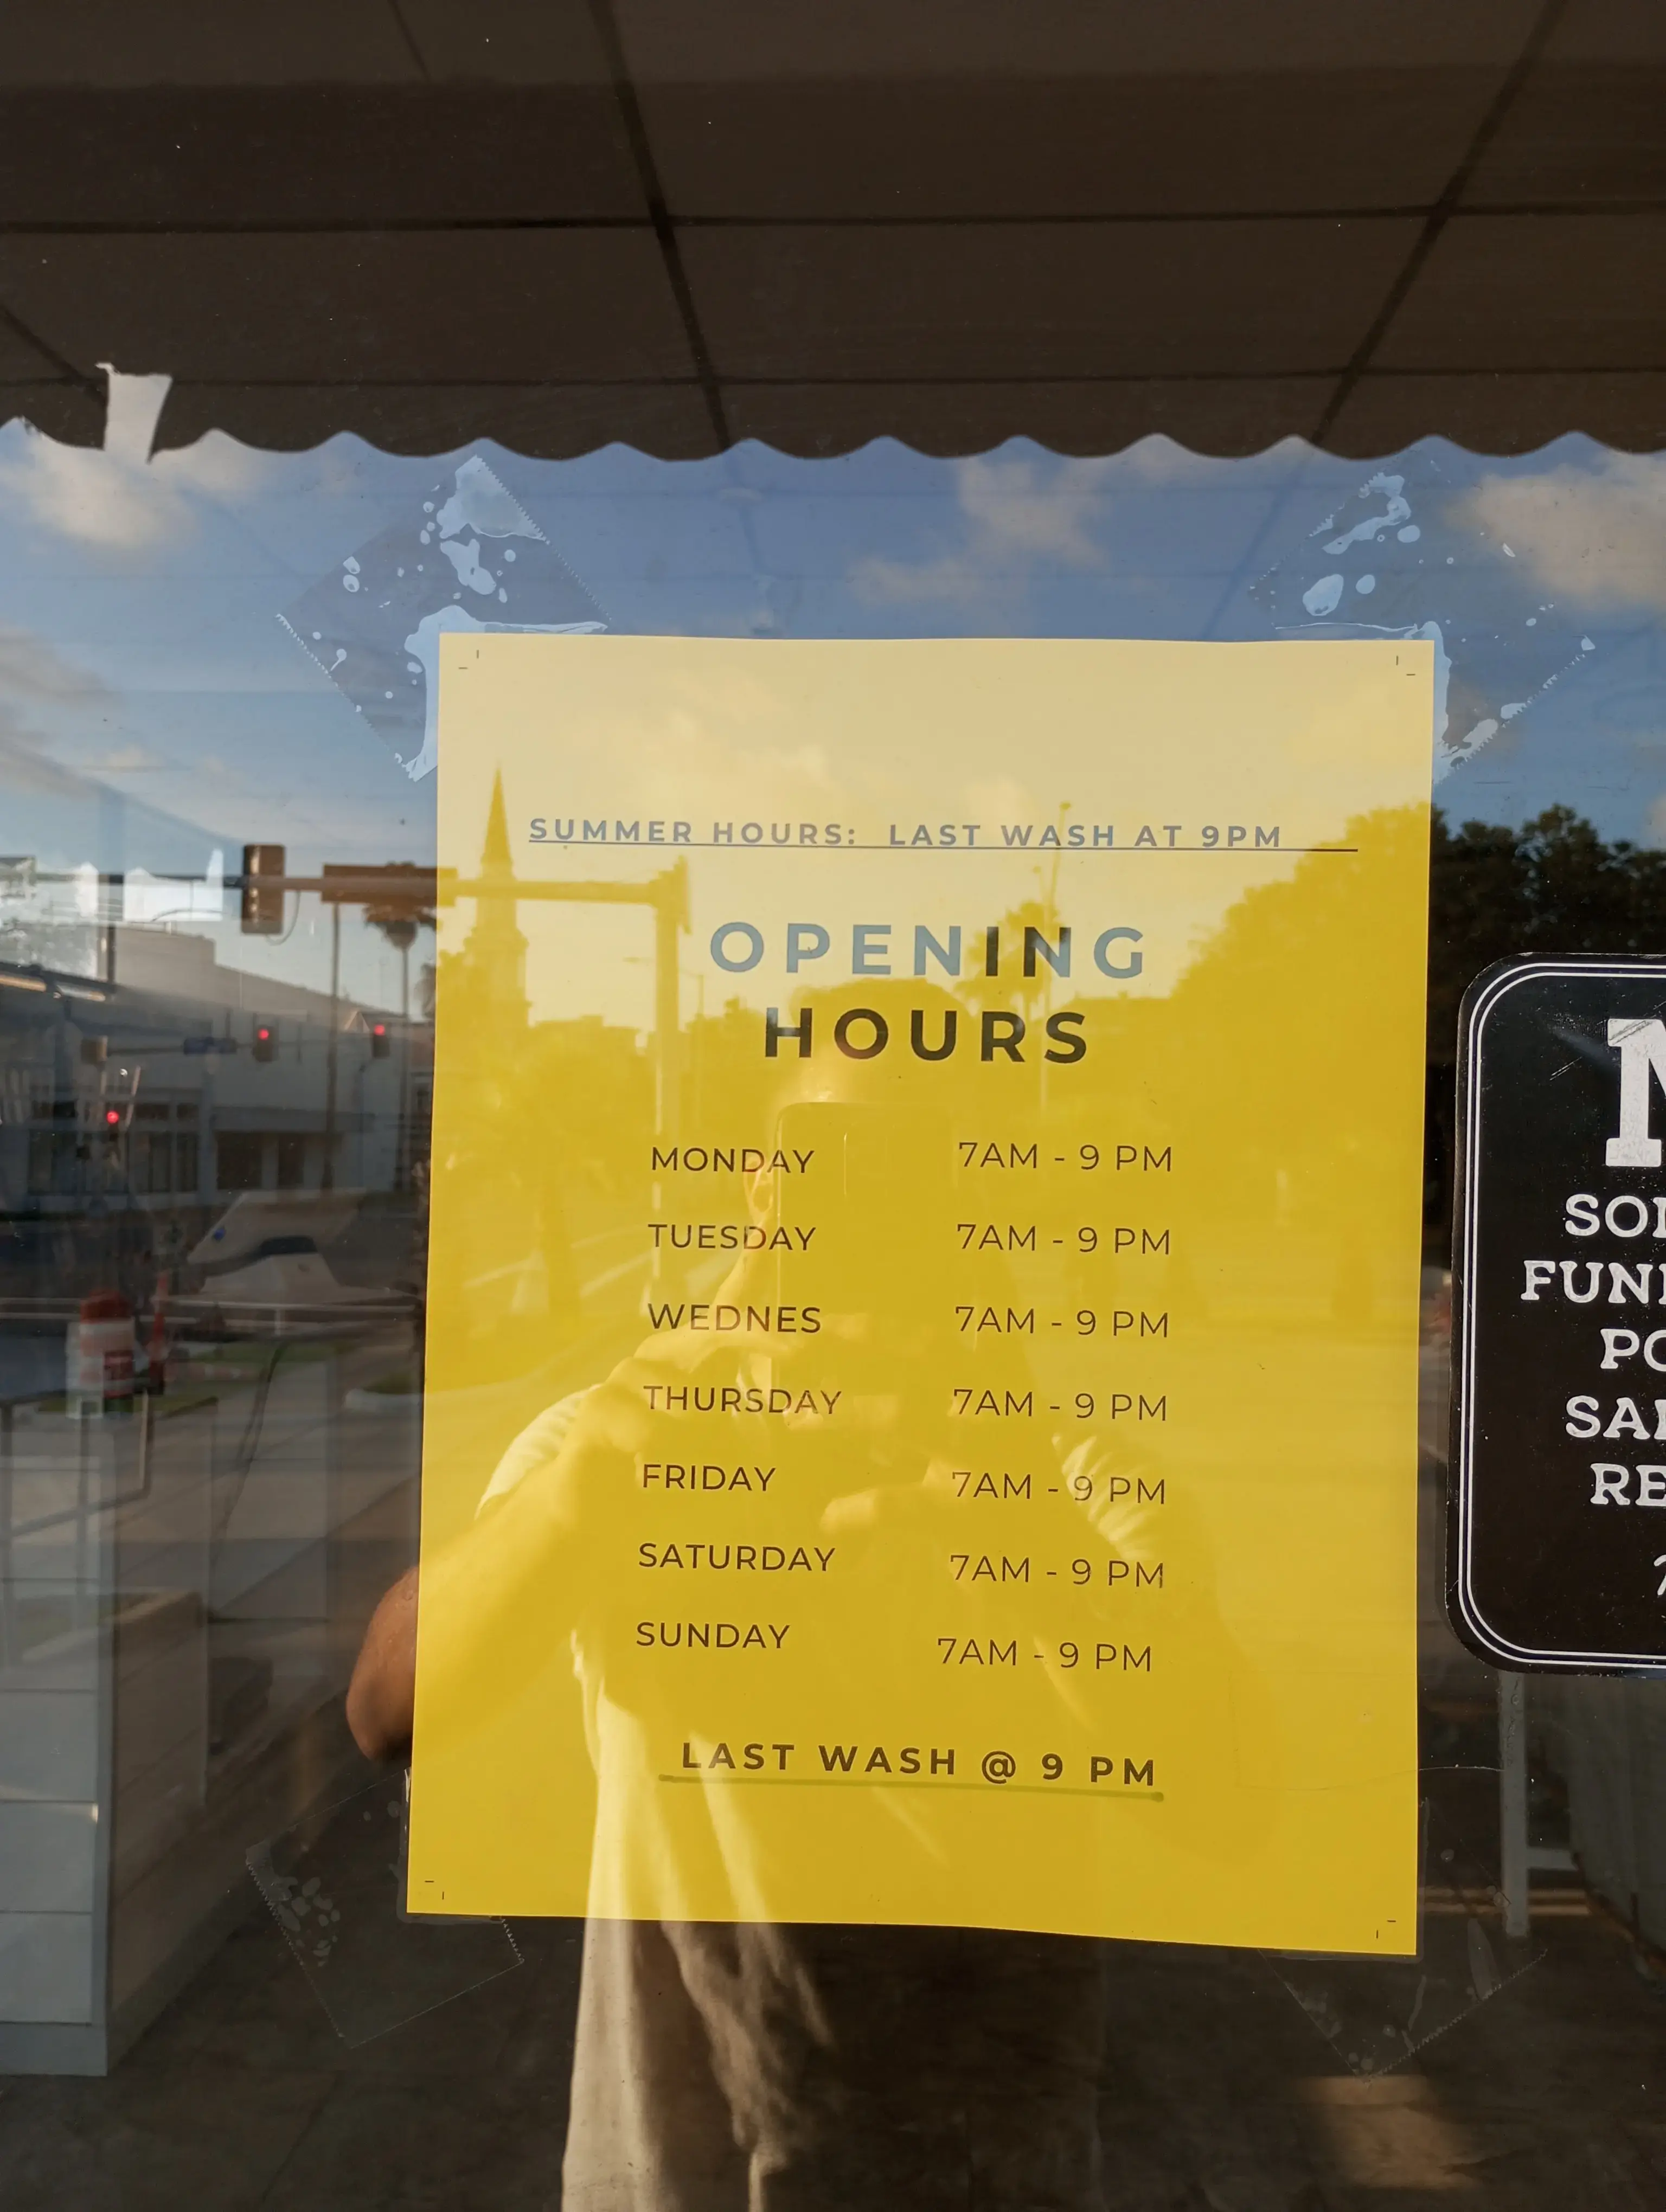 SUMMER HOURS: LAST WASH AT 9PM
OPENING
HOURS
MONDAY 7AM - 9 PM
TUESDAY 7AM - 9 PM
WEDNES 7AM - 9 PM
THURSDAY 7AM - 9 PM
FRIDAY 7AM - 9 PM
SATURDAY 7AM - 9 PM
SUNDAY 7AM - 9 PM
LAST WASH @ 9 PM